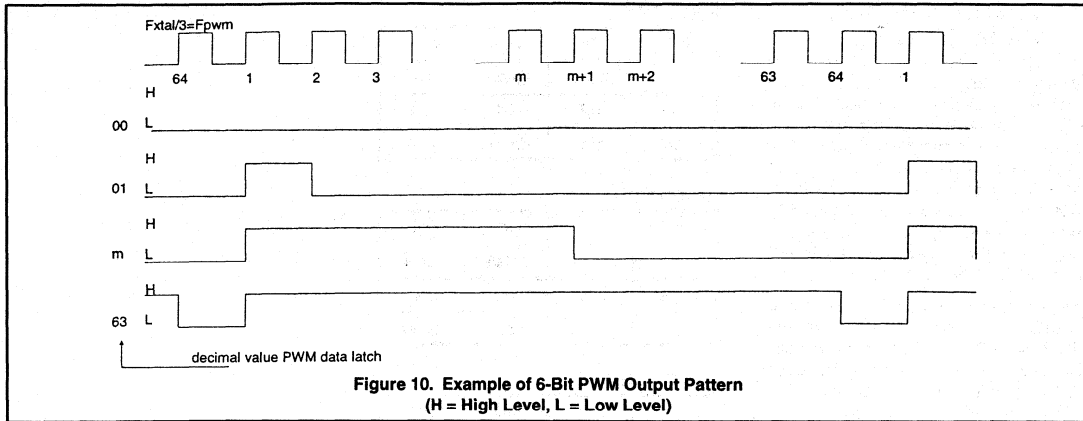 Fxtal/3=Fpwm
64 1 2 3 m m+1 m+2 63 64 1
H
00 L
H
01 L
H
m L
H
63 L
decimal value PWM data latch
Figure 10. Example of 6-Bit PWM Output Pattern
(H = High Level, L = Low Level)